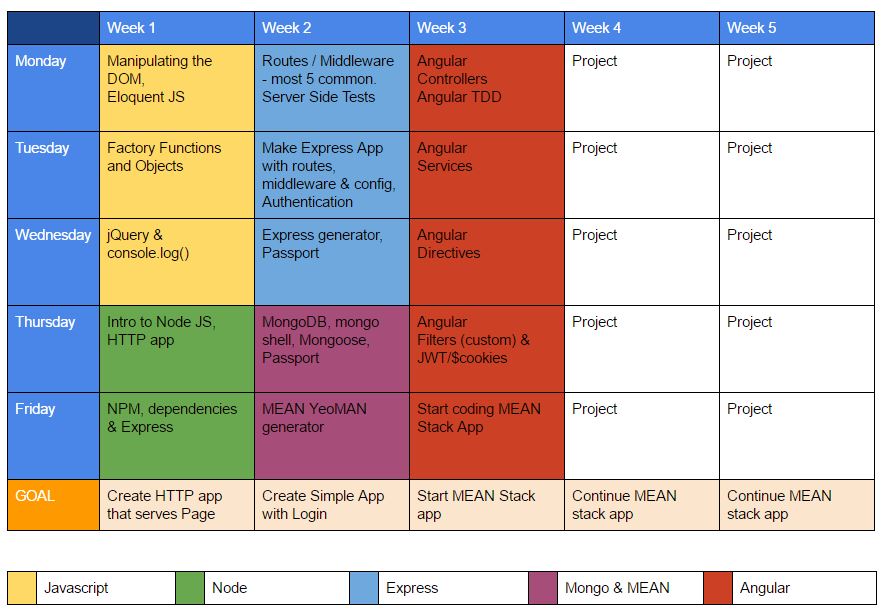 Week 1 Week 2 Week 3 Week 4 Week 5
Monday
Manipulating the
DOM,
Eloquent JS
Routes / Middleware
- most 5 common.
Server Side Tests
Angular
Controllers
Angular TDD
Project
Project
Tuesday
Factory Functions
and Objects
Make Express App
with routes,
middleware & config,
Authentication
Angular
Services
Project
Project
Wednesday
jQuery &
console.log()
Express generator,
Passport
Angular
Directives
Project
Project
Thursday
Intro to Node JS,
HTTP app
MongoDB, mongo
shell, Mongoose,
Passport
Angular
Filters (custom) &
JWT/$cookies
Project
Project
Friday
NPM, dependencies
& Express
MEAN YeoMAN
generator
Start coding MEAN
Stack App
Project
Project
GOAL
Create HTTP app
that serves Page
Create Simple App
with Login
Start MEAN Stack
app
Continue MEAN
stack app
Continue MEAN
stack app
Javascript Node Express Mongo & MEAN Angular